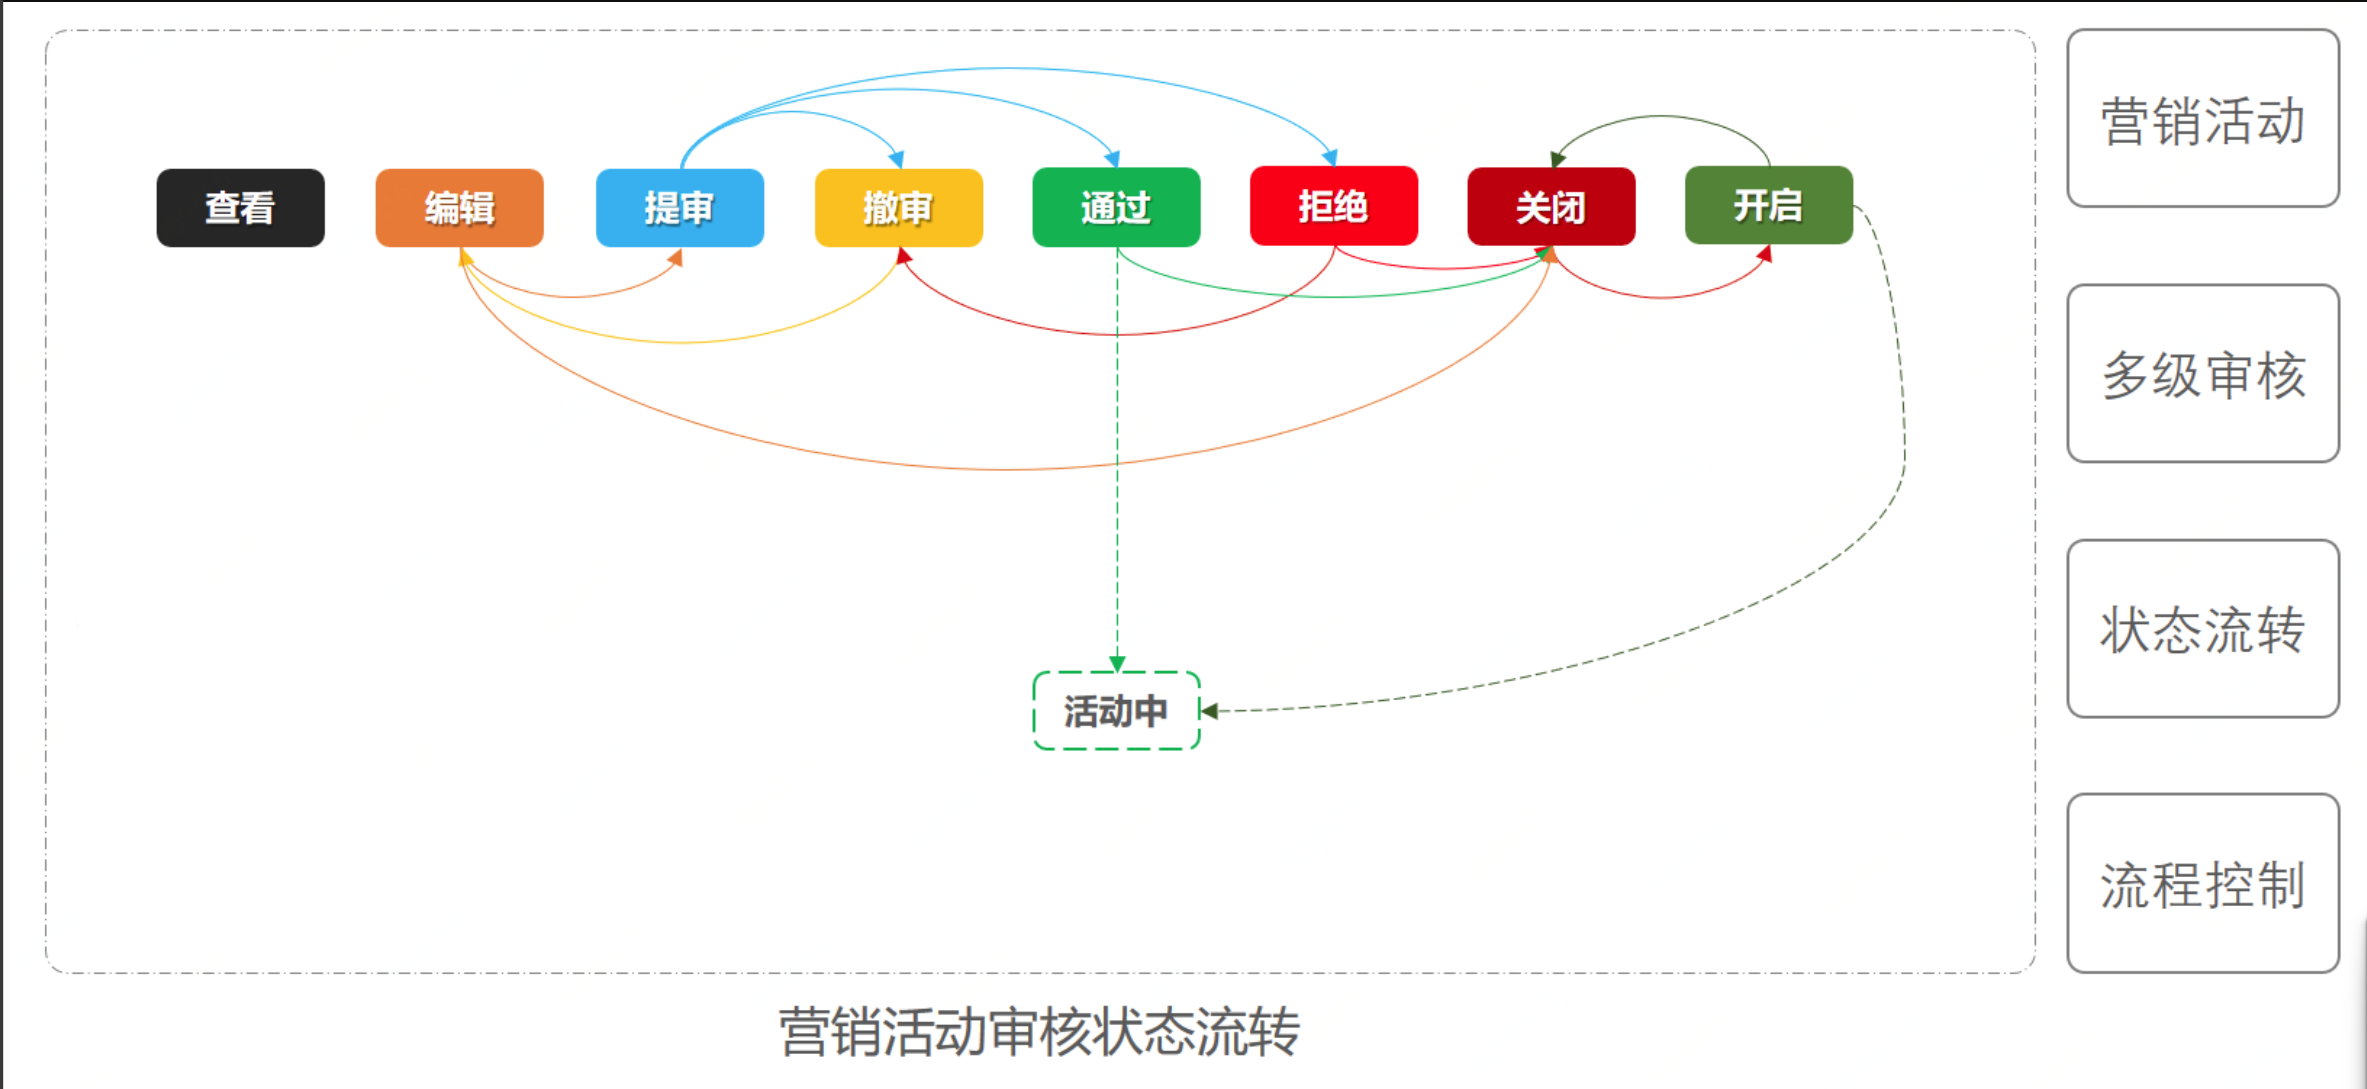 查看
编辑
提审
撤审
通过
拒绝
关闭
开启
活动中
营销活动
多级审核
状态流转
流程控制
营销活动审核状态流转